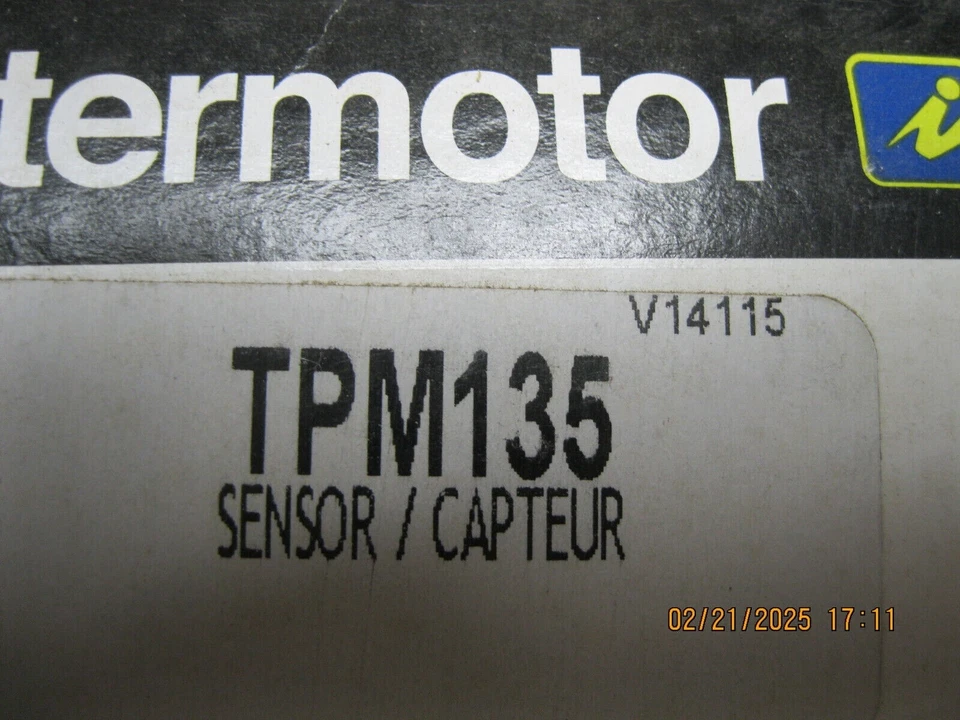 termotor i
V14115
TPM135
SENSOR / CAPTEUR
02/21/2025 17:11